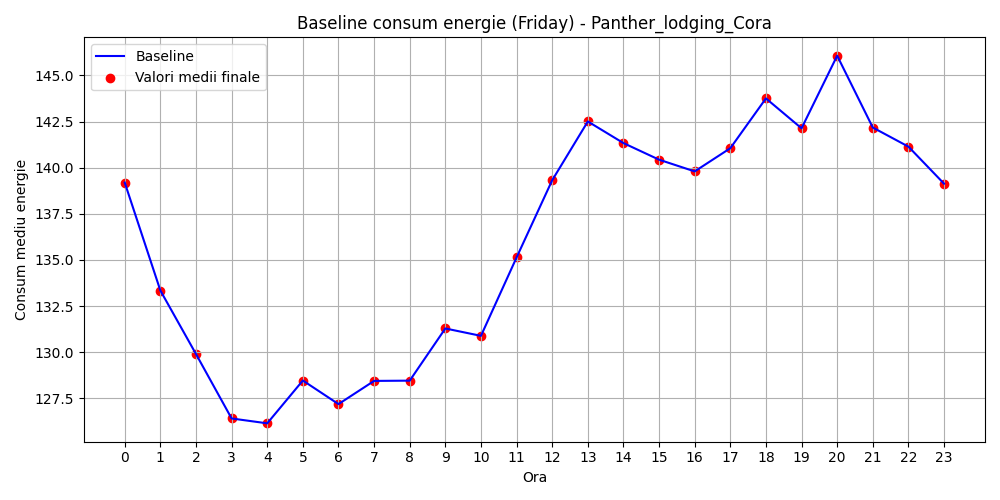 Baseline consum energie (Friday) - Panther_lodging_Cora
Baseline
Valori medii finale
Consum mediu energie
145.0
142.5
140.0
137.5
135.0
132.5
130.0
127.5
0 1 2 3 4 5 6 7 8 9 10 11 12 13 14 15 16 17 18 19 20 21 22 23
Ora